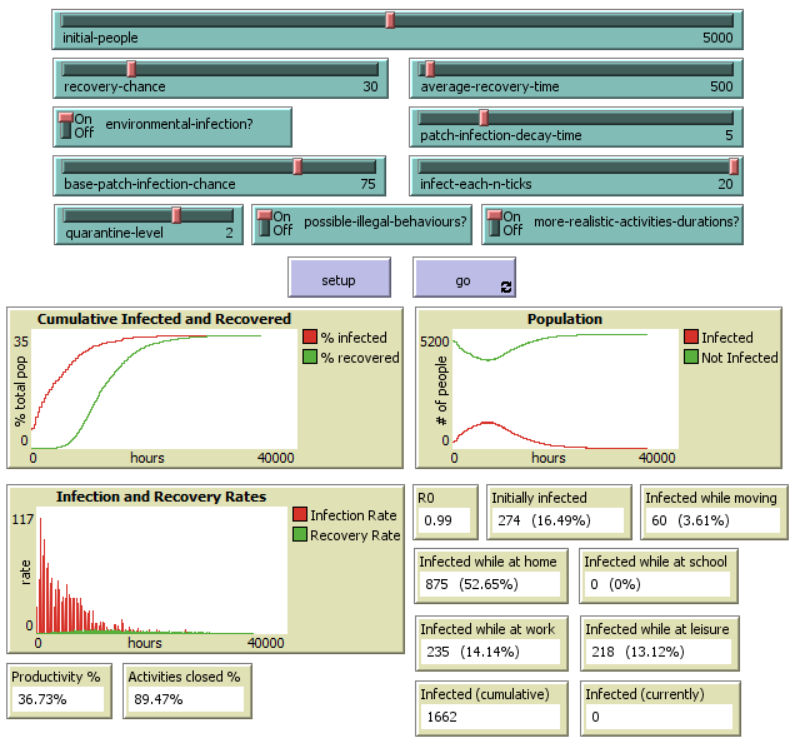 initial-people 5000
recovery-chance 30
average-recovery-time 500
On
Off
environmental-infection?
patch-infection-decay-time 5
base-patch-infection-chance 75
infect-each-n-ticks 20
quarantine-level 2
On
Off
possible-illegal-behaviours?
On
Off
more-realistic-activities-durations?
setup
go
Cumulative Infected and Recovered
35
% total pop
0
0
hours
40000
% infected
% recovered
Population
5200
# of people
0
0
hours
40000
Infected
Not Infected
Infection and Recovery Rates
117
rate
0
0
hours
40000
Infection Rate
Recovery Rate
R0
0.99
Initially infected
274 (16.49%)
Infected while moving
60 (3.61%)
Infected while at home
875 (52.65%)
Infected while at school
0 (0%)
Infected while at work
235 (14.14%)
Infected while at leisure
218 (13.12%)
Productivity %
36.73%
Activities closed %
89.47%
Infected (cumulative)
1662
Infected (currently)
0